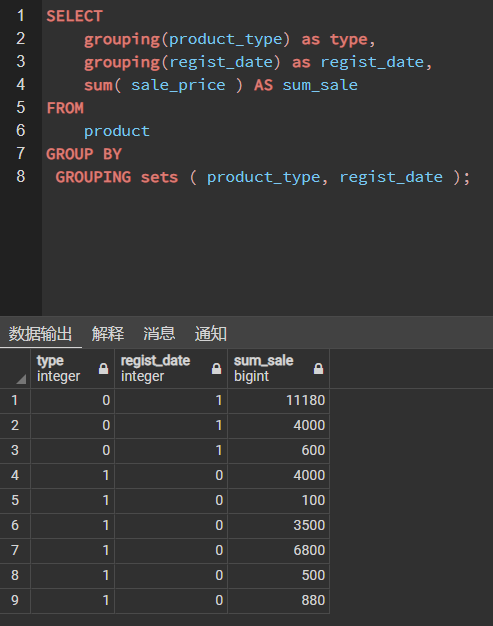 1 SELECT
2 grouping(product_type) as type,
3 grouping(regist_date) as regist_date,
4 sum( sale_price ) AS sum_sale
5 FROM
6 product
7 GROUP BY
8 GROUPING sets ( product_type, regist_date );
数据输出 解释 消息 通知
type integer regist_date integer sum_sale bigint
1 0 1 11180
2 0 1 4000
3 0 1 600
4 1 0 4000
5 1 0 100
6 1 0 3500
7 1 0 6800
8 1 0 500
9 1 0 880